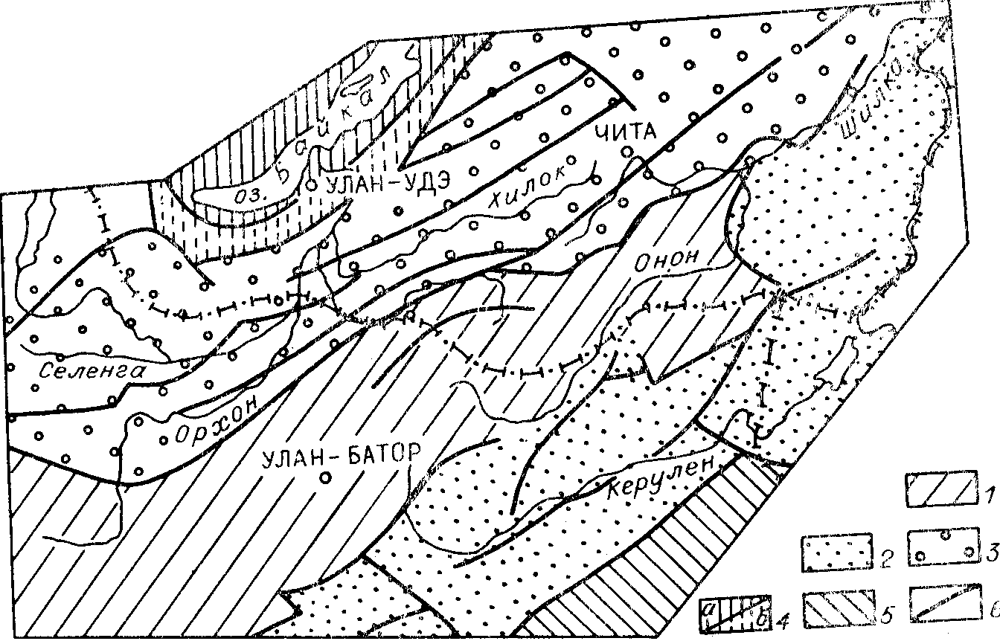 оз. Байкал
Шилка
ЧИТА
УЛАН-УДЭ
Хилок
Онон
Селенга
Орхон
УЛАН-БАТОР
Керулен
1
2
3
а б 4
5
6